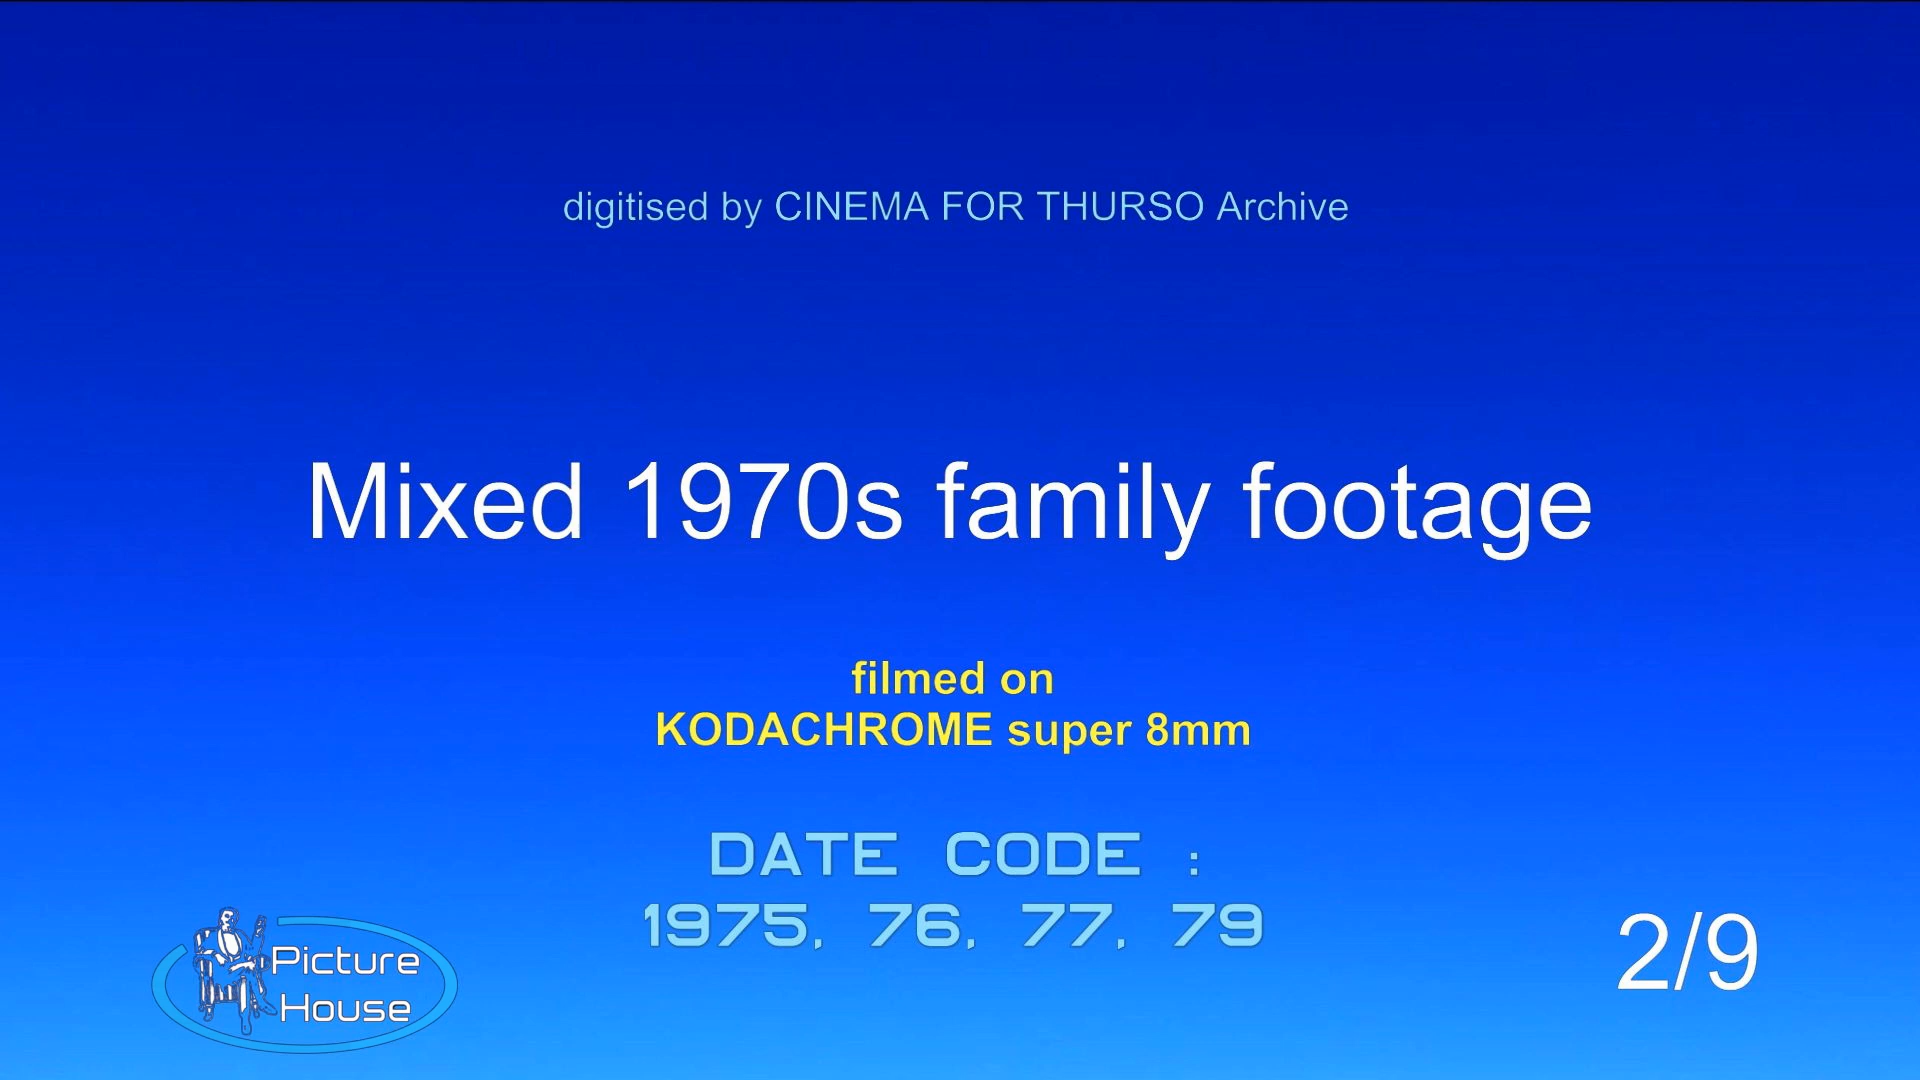 digitised by CINEMA FOR THURSO Archive
Mixed 1970s family footage
filmed on
KODACHROME super 8mm
DATE CODE :
1975, 76, 77, 79
Picture
House
2/9